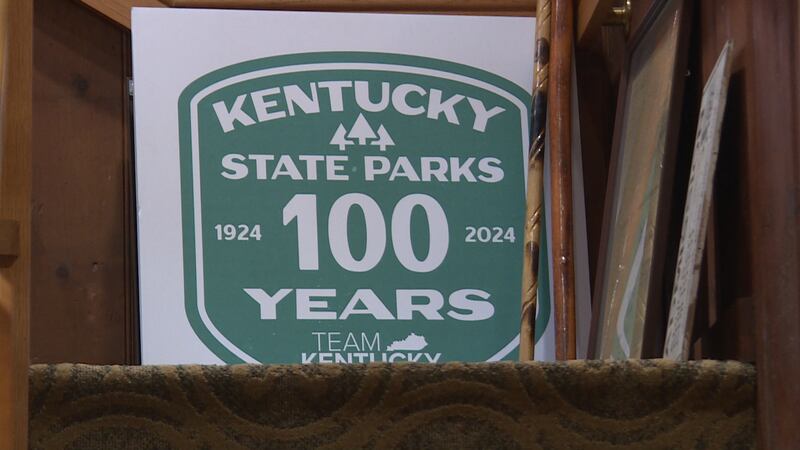 KENTUCKY
STATE PARKS
1924 100 2024
YEARS
TEAM
KENTUCKY